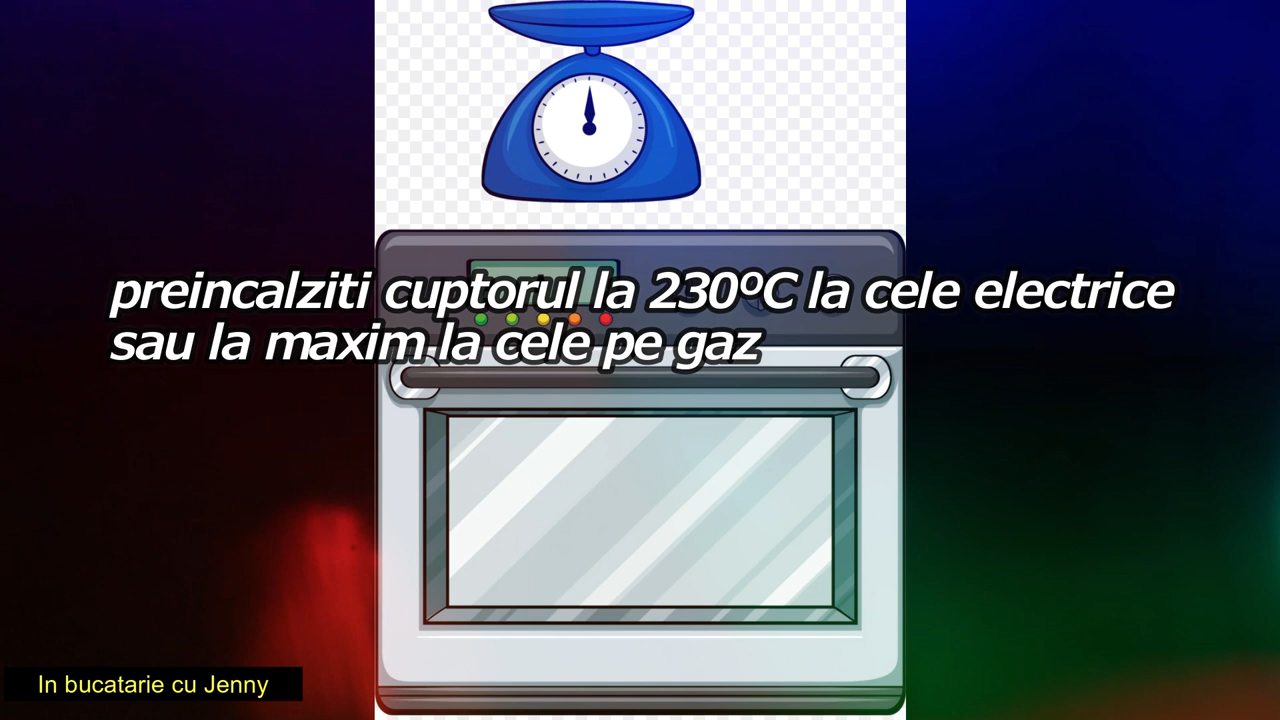 preincalziti cuptorul la 230ºC la cele electrice
sau la maxim la cele pe gaz
In bucatarie cu Jenny